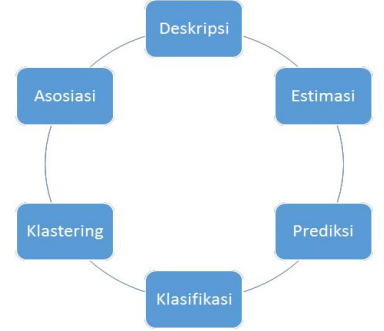 Deskripsi
Estimasi
Prediksi
Klasifikasi
Klastering
Asosiasi